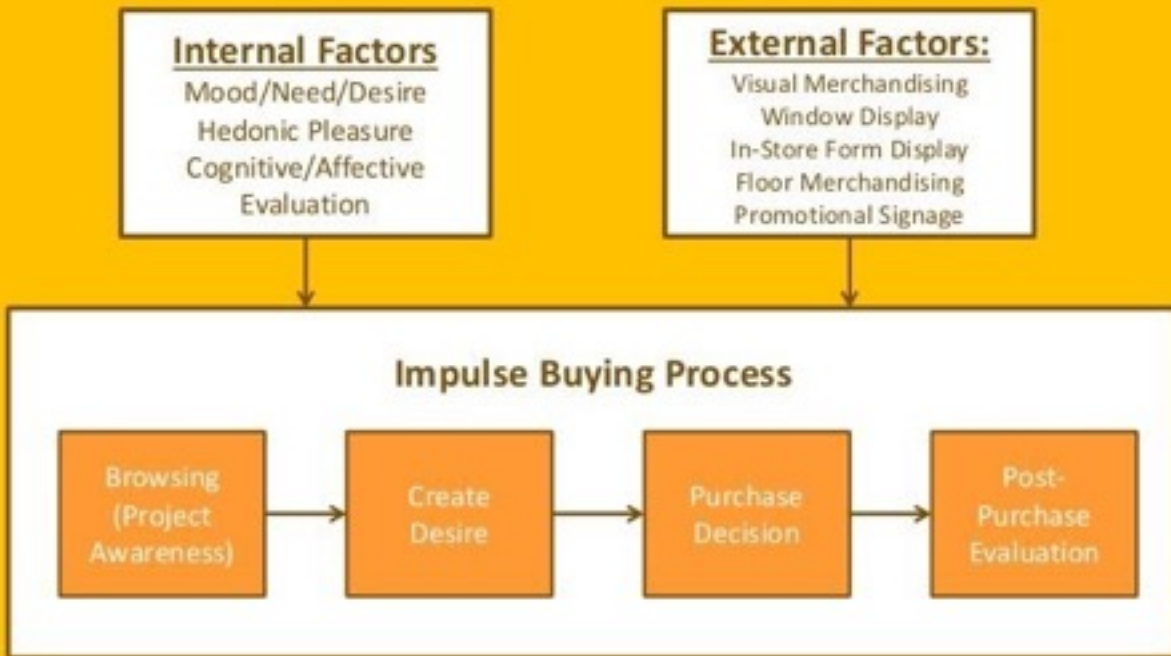 Internal Factors
Mood/Need/Desire
Hedonic Pleasure
Cognitive/Affective
Evaluation
External Factors:
Visual Merchandising
Window Display
In-Store Form Display
Floor Merchandising
Promotional Signage
Impulse Buying Process
Browsing
(Project
Awareness)
Create
Desire
Purchase
Decision
Post-
Purchase
Evaluation